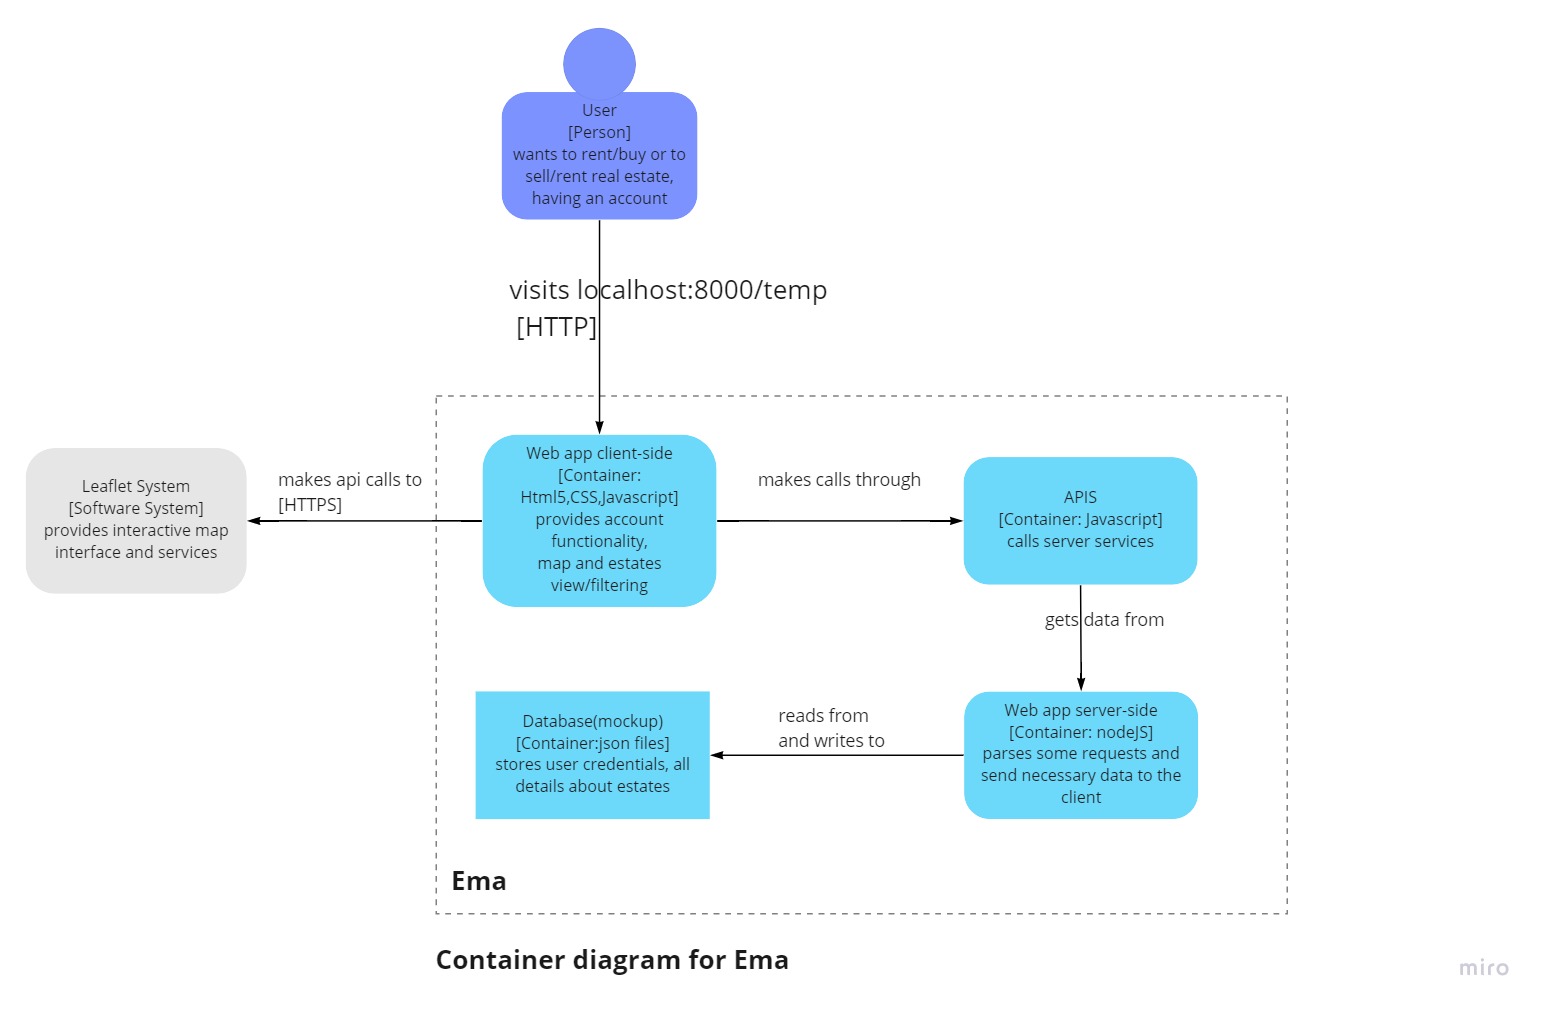 User
[Person]
wants to rent/buy or to
sell/rent real estate,
having an account
visits localhost:8000/temp
[HTTP]
Leaflet System
[Software System]
provides interactive map
interface and services
makes api calls to
[HTTPS]
Web app client-side
[Container:
Html5,CSS,Javascript]
provides account
functionality,
map and estates
view/filtering
makes calls through
APIS
[Container: Javascript]
calls server services
gets data from
Database(mockup)
[Container:json files]
stores user credentials, all
details about estates
reads from
and writes to
Web app server-side
[Container: nodeJS]
parses some requests and
send necessary data to the
client
Ema
Container diagram for Ema
miro